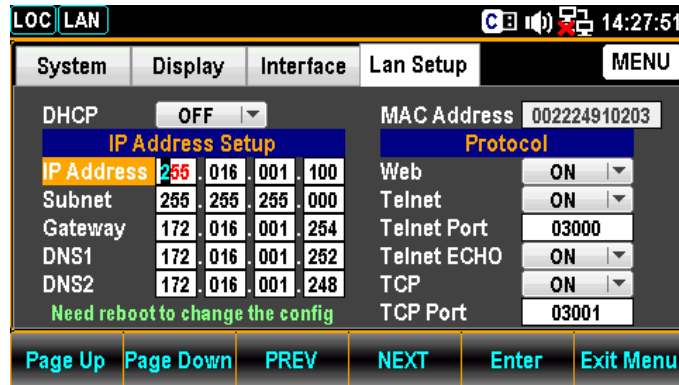 LOC LAN C 14:27:51
System Display Interface Lan Setup MENU
DHCP OFF
IP Address Setup
IP Address 255.016.001.100
Subnet 255.255.255.000
Gateway 172.016.001.254
DNS1 172.016.001.252
DNS2 172.016.001.248
Need reboot to change the config
MAC Address 002224910203
Protocol
Web ON
Telnet ON
Telnet Port 03000
Telnet ECHO ON
TCP ON
TCP Port 03001
Page Up Page Down PREV NEXT Enter Exit Menu